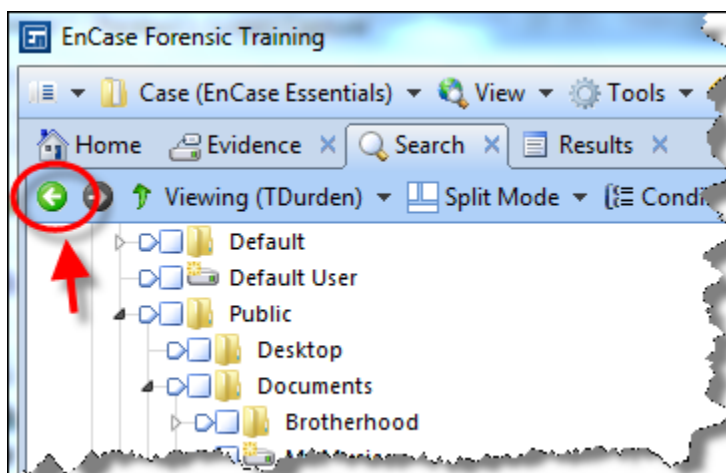 En EnCase Forensic Training
Case (EnCase Essentials) View Tools
Home Evidence Search Results
Viewing (TDurden) Split Mode Condi
Default
Default User
Public
Desktop
Documents
Brotherhood